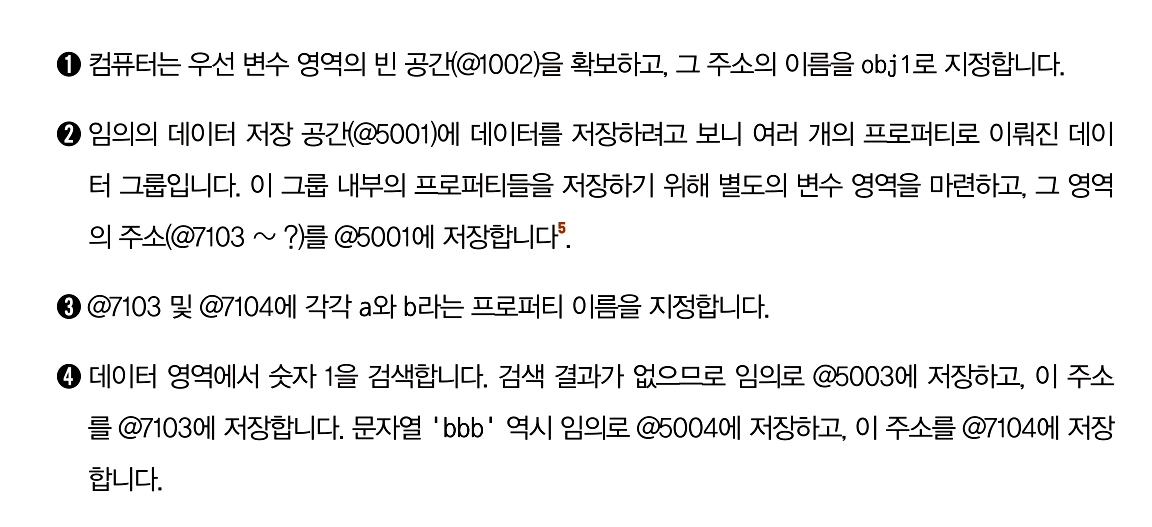 ❶ 컴퓨터는 우선 변수 영역의 빈 공간(@1002)을 확보하고, 그 주소의 이름을 obj1로 지정합니다.
❷ 임의의 데이터 저장 공간(@5001)에 데이터를 저장하려고 보니 여러 개의 프로퍼티로 이뤄진 데이
터 그룹입니다. 이 그룹 내부의 프로퍼티들을 저장하기 위해 별도의 변수 영역을 마련하고, 그 영역
의 주소(@7103 ~ ?)를 @5001에 저장합니다5.
❸ @7103 및 @7104에 각각 a와 b라는 프로퍼티 이름을 지정합니다.
❹ 데이터 영역에서 숫자 1을 검색합니다. 검색 결과가 없으므로 임의로 @5003에 저장하고, 이 주소
를 @7103에 저장합니다. 문자열 'bbb' 역시 임의로 @5004에 저장하고, 이 주소를 @7104에 저장
합니다.